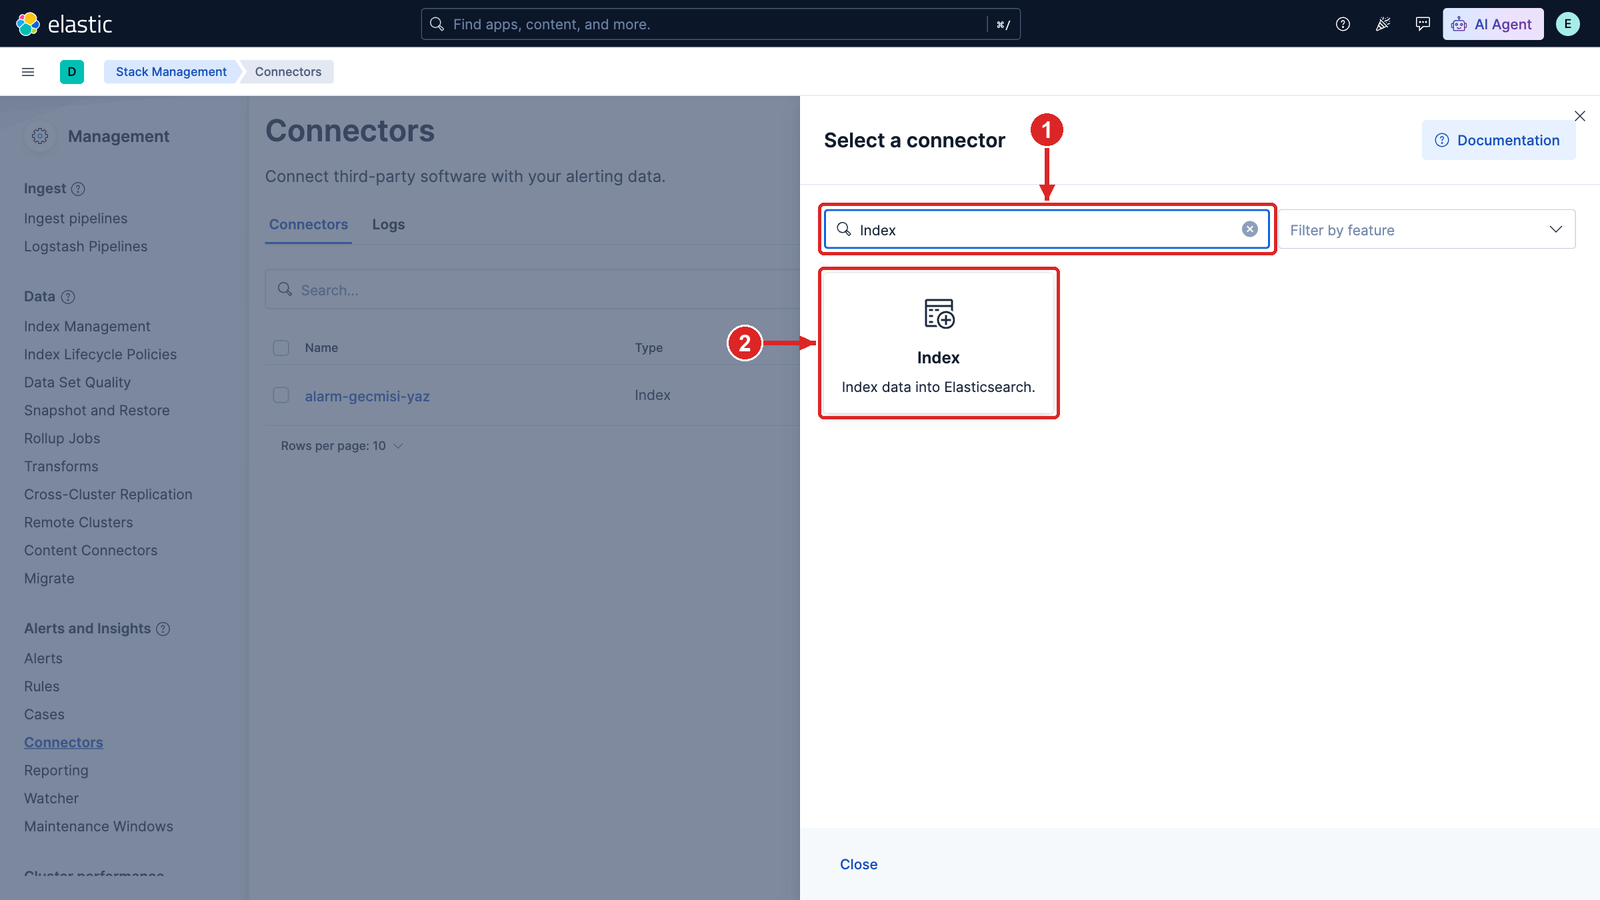 elastic
Find apps, content, and more.
⌘/
AI Agent
E
D
Stack Management
Connectors
Management
Ingest
Ingest pipelines
Logstash Pipelines
Data
Index Management
Index Lifecycle Policies
Data Set Quality
Snapshot and Restore
Rollup Jobs
Transforms
Cross-Cluster Replication
Remote Clusters
Content Connectors
Migrate
Alerts and Insights
Alerts
Rules
Cases
Connectors
Reporting
Watcher
Maintenance Windows
Cluster performance
Connectors
Connect third-party software with your alerting data.
Connectors
Logs
Search...
Name
Type
alarm-gecmisi-yaz
Index
Rows per page: 10
Select a connector
1
Documentation
Index
Filter by feature
2
Index
Index data into Elasticsearch.
Close